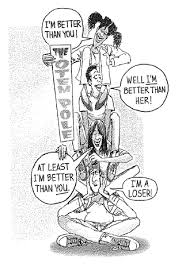 I'M BETTER
THAN YOU!
THE
TOTEM POLE
WELL I'M
BETTER THAN
HER!
AT LEAST I'M
BETTER THAN
YOU.
I'M A
LOSER!